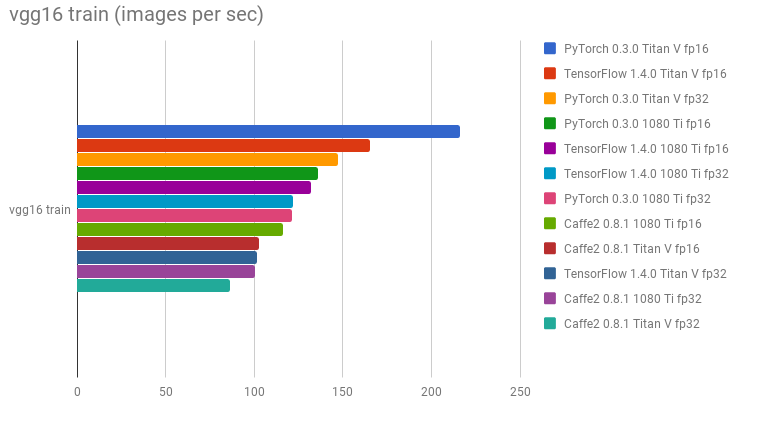 vgg16 train (images per sec)
PyTorch 0.3.0 Titan V fp16
TensorFlow 1.4.0 Titan V fp16
PyTorch 0.3.0 Titan V fp32
PyTorch 0.3.0 1080 Ti fp16
TensorFlow 1.4.0 1080 Ti fp16
TensorFlow 1.4.0 1080 Ti fp32
PyTorch 0.3.0 1080 Ti fp32
Caffe2 0.8.1 1080 Ti fp16
Caffe2 0.8.1 Titan V fp16
TensorFlow 1.4.0 Titan V fp32
Caffe2 0.8.1 1080 Ti fp32
Caffe2 0.8.1 Titan V fp32
vgg16 train
0 50 100 150 200 250